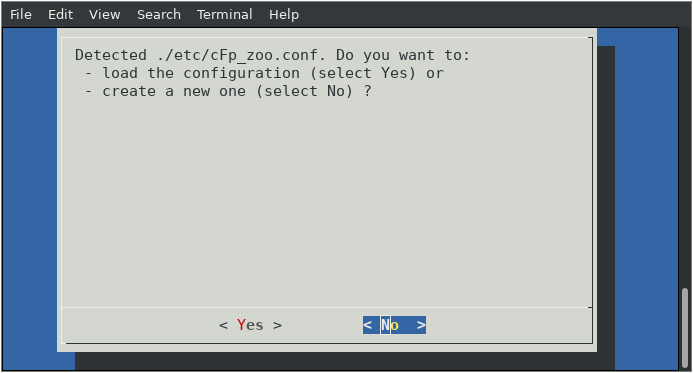 File Edit View Search Terminal Help
Detected ./etc/cFp_zoo.conf. Do you want to:
- load the configuration (select Yes) or
- create a new one (select No) ?
< Yes > < No >